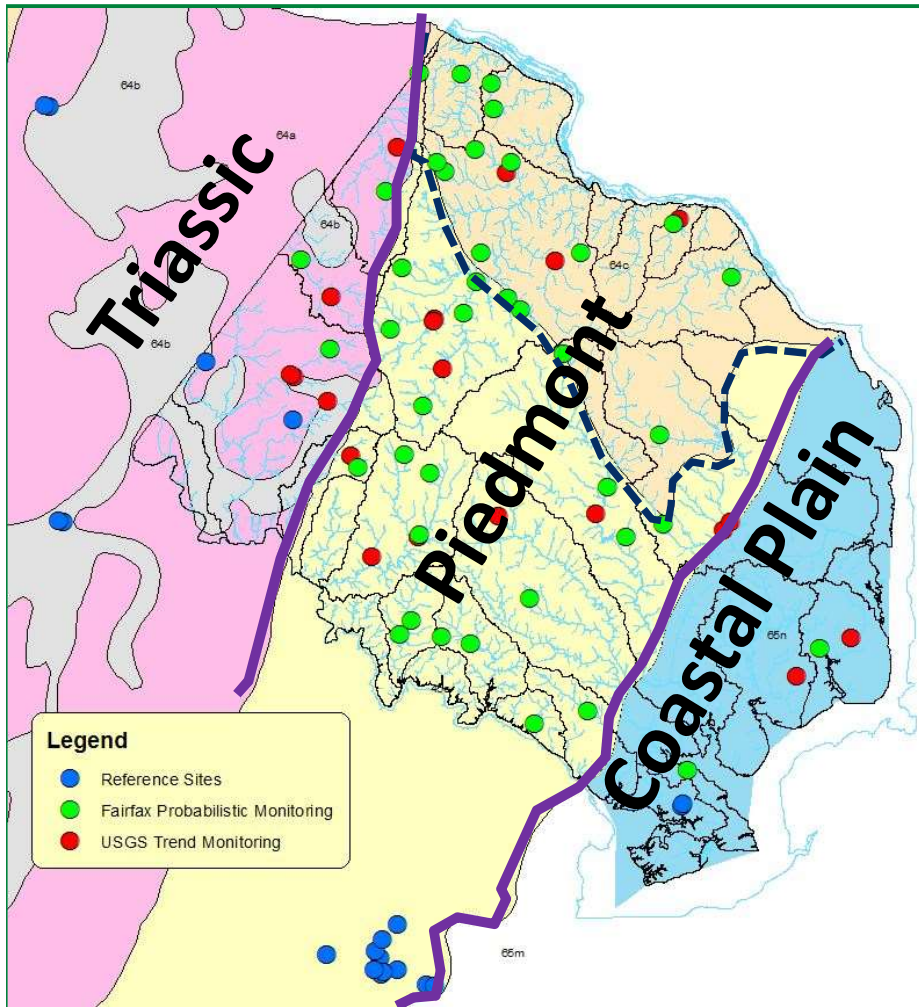 64b
64a
Triassic
64b
64c
64b
Piedmont
Coastal Plain
65n
Legend
Reference Sites
Fairfax Probabilistic Monitoring
USGS Trend Monitoring
65m